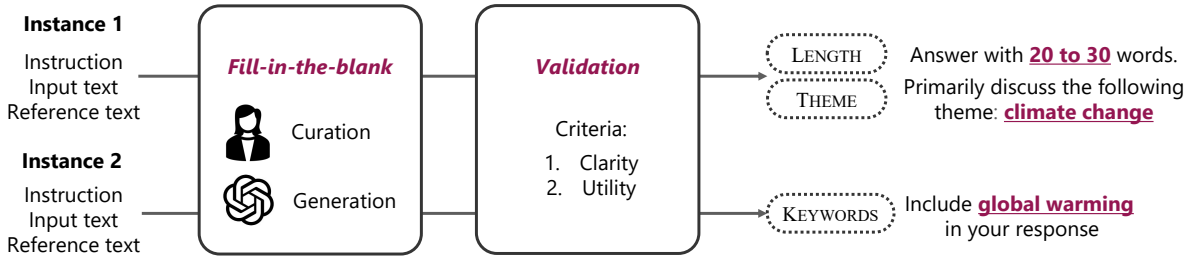 Instance 1
Instruction
Input text
Reference text
Instance 2
Instruction
Input text
Reference text
Fill-in-the-blank
Curation
Generation
Validation
Criteria:
1. Clarity
2. Utility
LENGTH
Answer with 20 to 30 words.
THEME
Primarily discuss the following
theme: climate change
KEYWORDS
Include global warming
in your response